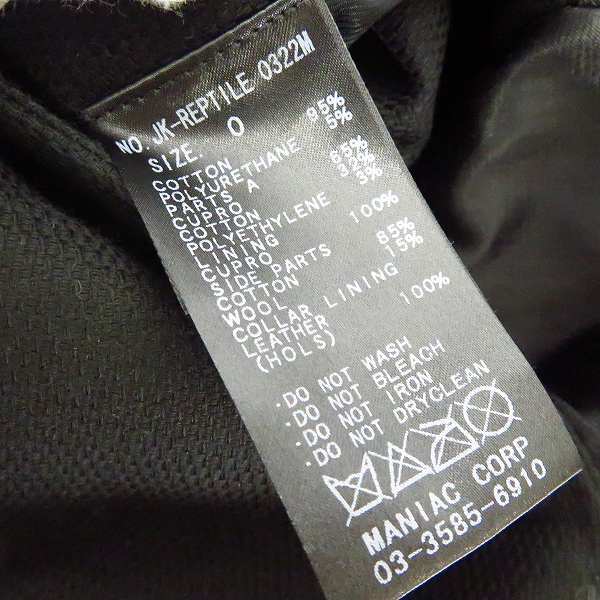 NO. JK-REPTILE 0322M
SIZE. 0
COTTON 95%
POLYURETHANE 5%
PARTS A
CUPRO 65%
COTTON 32%
POLYETHYLENE 3%
LINING
CUPRO 100%
SIDE PARTS
COTTON 85%
WOOL 15%
COLLAR LINING
LEATHER 100%
(HOLS)
.DO NOT WASH
.DO NOT BLEACH
.DO NOT IRON
.DO NOT DRYCLEAN
MANIAC CORP
03-3585-6910